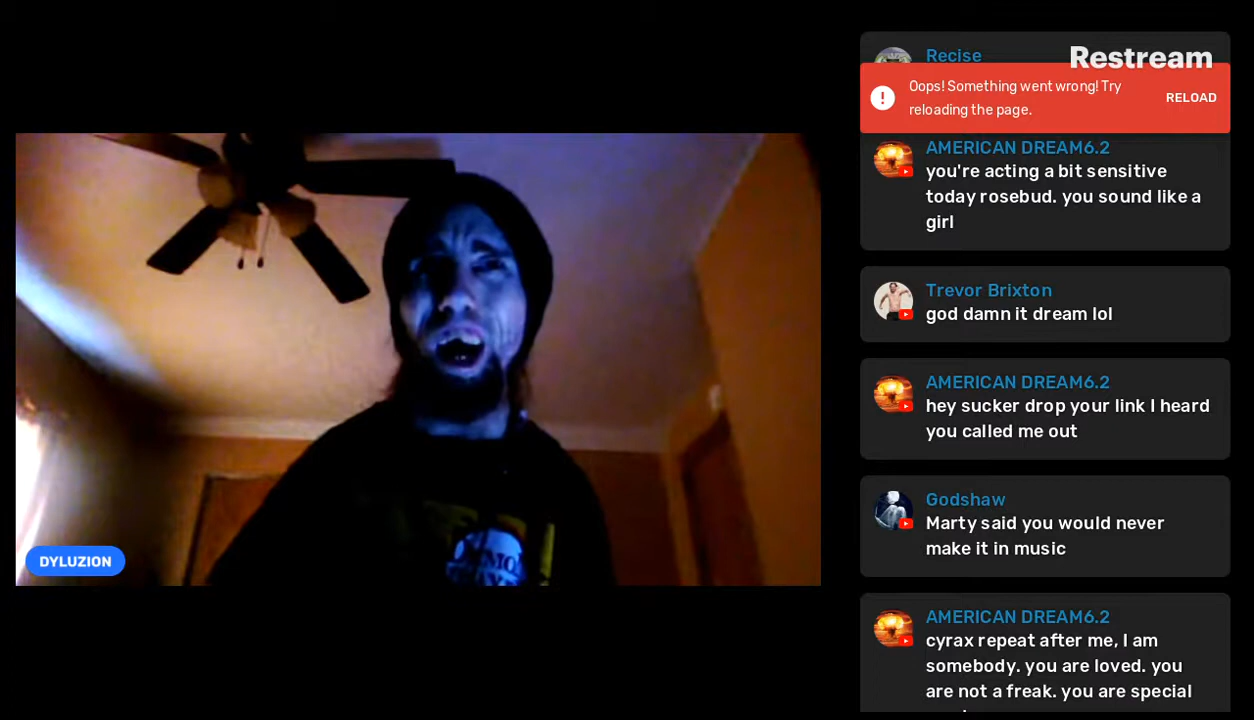 Recise
Restream
Oops! Something went wrong! Try
reloading the page.
RELOAD
AMERICAN DREAM6.2
you're acting a bit sensitive
today rosebud. you sound like a
girl
Trevor Brixton
god damn it dream lol
AMERICAN DREAM6.2
hey sucker drop your link I heard
you called me out
Godshaw
Marty said you would never
make it in music
AMERICAN DREAM6.2
cyrax repeat after me, I am
somebody. you are loved. you
are not a freak. you are special
DYLUZION